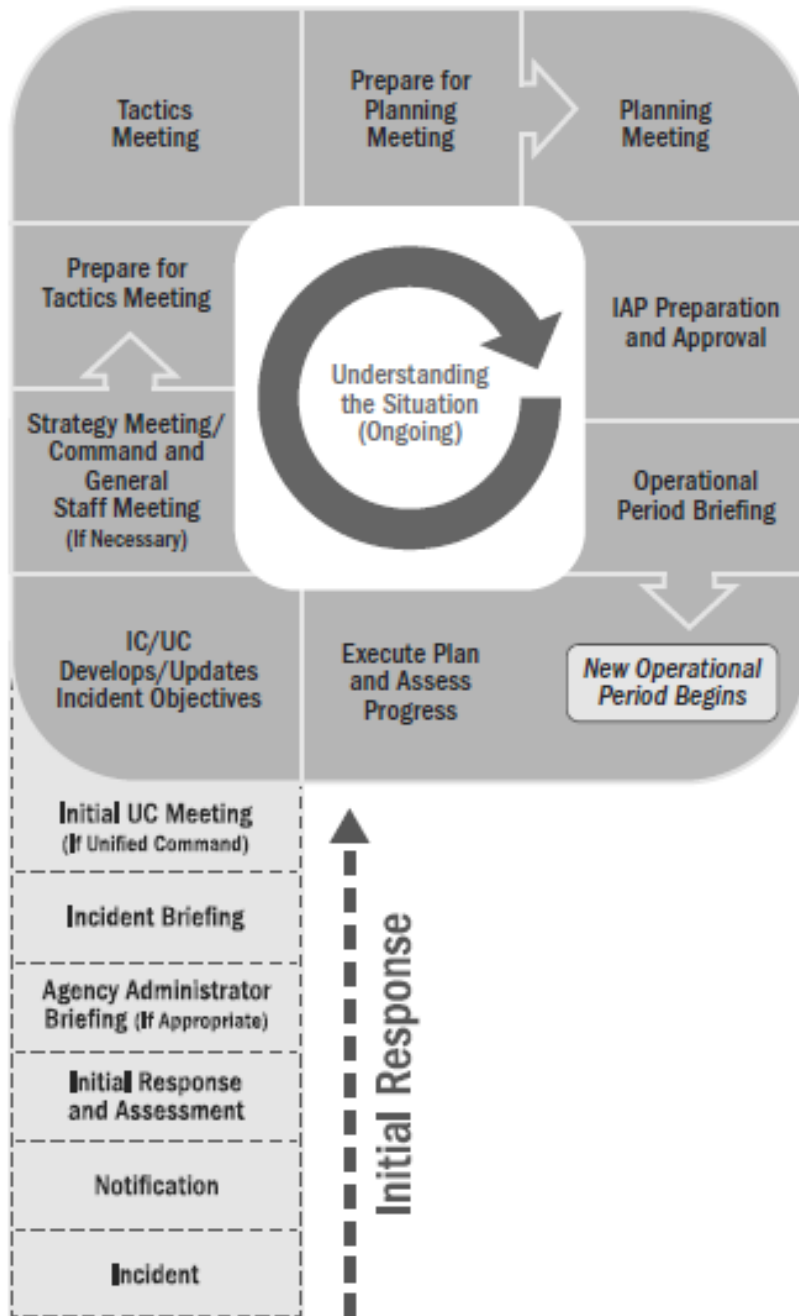 Tactics
Meeting
Prepare for
Planning
Meeting
Planning
Meeting
Prepare for
Tactics Meeting
Understanding
the Situation
(Ongoing)
IAP Preparation
and Approval
Strategy Meeting/
Command and
General
Staff Meeting
(If Necessary)
Operational
Period Briefing
IC/UC
Develops/Updates
Incident Objectives
Execute Plan
and Assess
Progress
New Operational
Period Begins
Initial UC Meeting
(If Unified Command)
Incident Briefing
Agency Administrator
Briefing (If Appropriate)
Initial Response
and Assessment
Notification
Incident
Initial Response